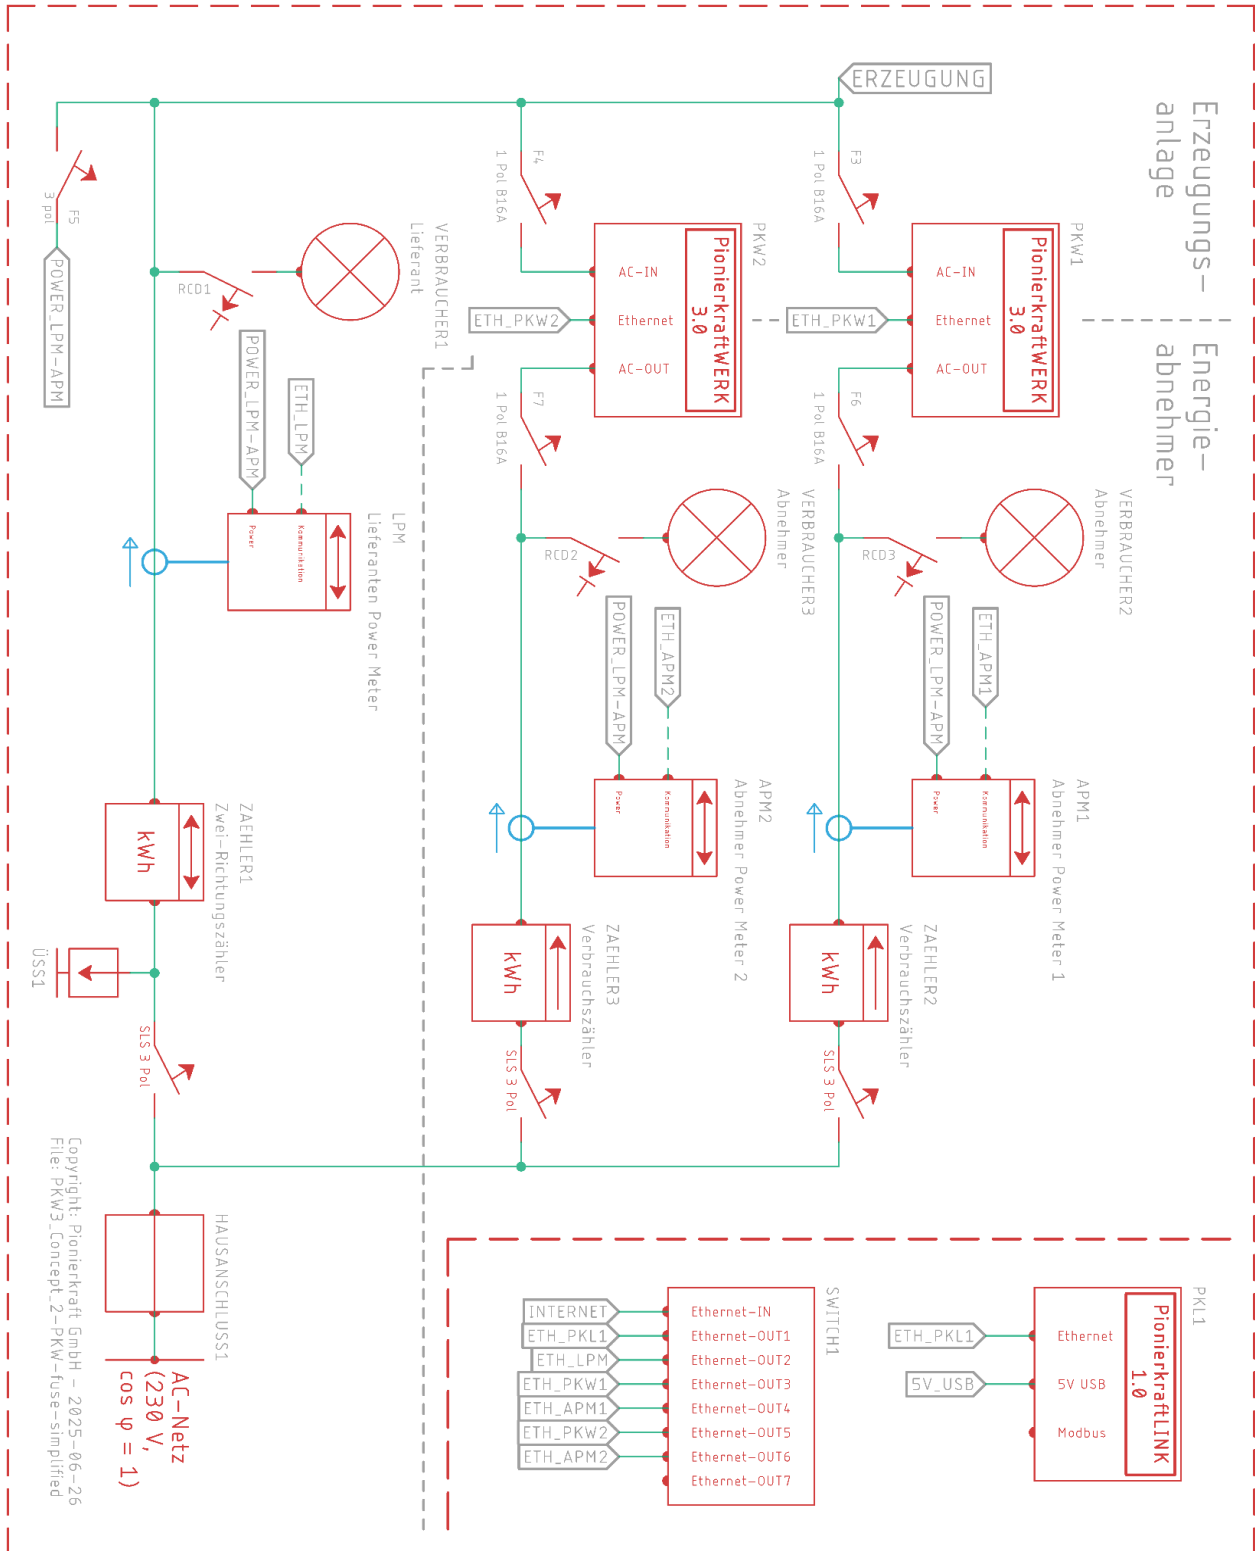 ERZEUGUNG
Erzeugungs-
anlage
Energie-
abnehmer
F3
1 Pol B16A
F4
1 Pol B16A
F5
3 pol
POWER_LPM-APM
PKW1
PionierkraftWERK
3.0
AC-IN
Ethernet
AC-OUT
ETH_PKW1
PKW2
PionierkraftWERK
3.0
AC-IN
Ethernet
AC-OUT
ETH_PKW2
F6
1 Pol B16A
F7
1 Pol B16A
VERBRAUCHER1
Lieferant
RCD1
VERBRAUCHER2
Abnehmer
RCD3
VERBRAUCHER3
Abnehmer
RCD2
ETH_LPM
POWER_LPM-APM
LPM
Lieferanten Power Meter
Kommunikation
Power
ETH_APM1
POWER_LPM-APM
APM1
Abnehmer Power Meter 1
Kommunikation
Power
ETH_APM2
POWER_LPM-APM
APM2
Abnehmer Power Meter 2
Kommunikation
Power
ZAEHLER1
Zwei-Richtungszähler
kWh
ZAEHLER2
Verbrauchszähler
kWh
ZAEHLER3
Verbrauchszähler
kWh
ÜSS1
SLS 3 Pol
SLS 3 Pol
SLS 3 Pol
HAUSANSCHLUSS1
AC-Netz
(230 V,
cos φ = 1)
PKL1
PionierkraftLINK
1.0
Ethernet
5V USB
Modbus
ETH_PKL1
5V_USB
SWITCH1
Ethernet-IN
Ethernet-OUT1
Ethernet-OUT2
Ethernet-OUT3
Ethernet-OUT4
Ethernet-OUT5
Ethernet-OUT6
Ethernet-OUT7
INTERNET
ETH_PKL1
ETH_LPM
ETH_PKW1
ETH_APM1
ETH_PKW2
ETH_APM2
Copyright: Pionierkraft GmbH - 2025-06-26
File: PKW3_Concept_2-PKW-fuse-simplified